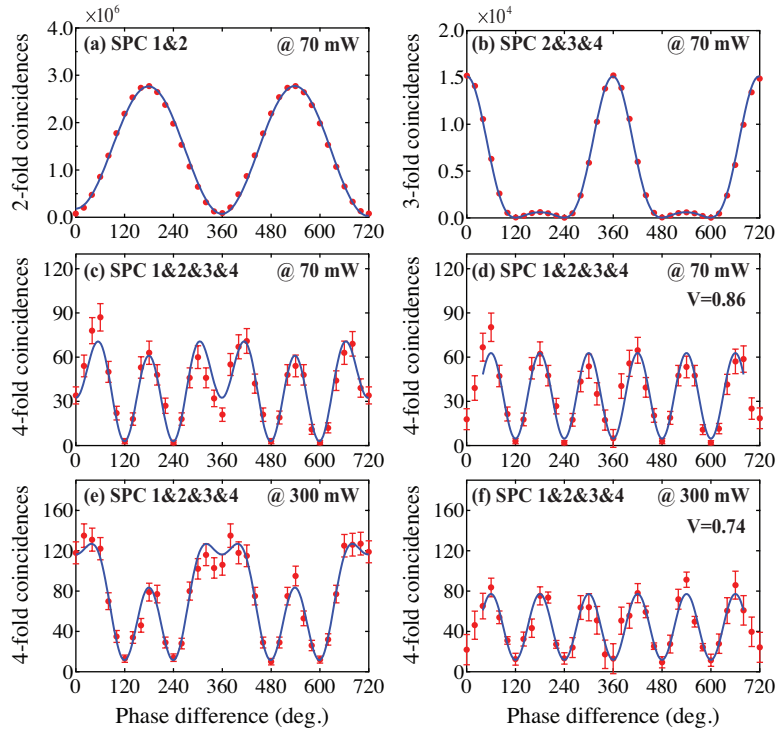 ×10⁶
(a) SPC 1&2 @ 70 mW
2-fold coincidences
4.0
3.0
2.0
1.0
0.0
0 120 240 360 480 600 720
×10⁴
(b) SPC 2&3&4 @ 70 mW
3-fold coincidences
2.0
1.5
1.0
0.5
0.0
0 120 240 360 480 600 720
(c) SPC 1&2&3&4 @ 70 mW
4-fold coincidences
120
90
60
30
0
0 120 240 360 480 600 720
(d) SPC 1&2&3&4 @ 70 mW
V=0.86
4-fold coincidences
120
90
60
30
0
0 120 240 360 480 600 720
(e) SPC 1&2&3&4 @ 300 mW
4-fold coincidences
160
120
80
40
0
0 120 240 360 480 600 720
Phase difference (deg.)
(f) SPC 1&2&3&4 @ 300 mW
V=0.74
4-fold coincidences
160
120
80
40
0
0 120 240 360 480 600 720
Phase difference (deg.)